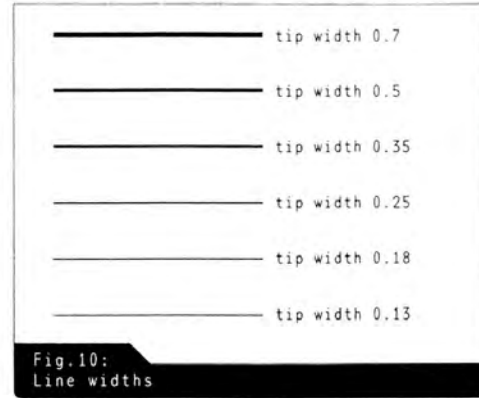 tip width 0.7
tip width 0.5
tip width 0.35
tip width 0.25
tip width 0.18
tip width 0.13
Fig.10:
Line widths